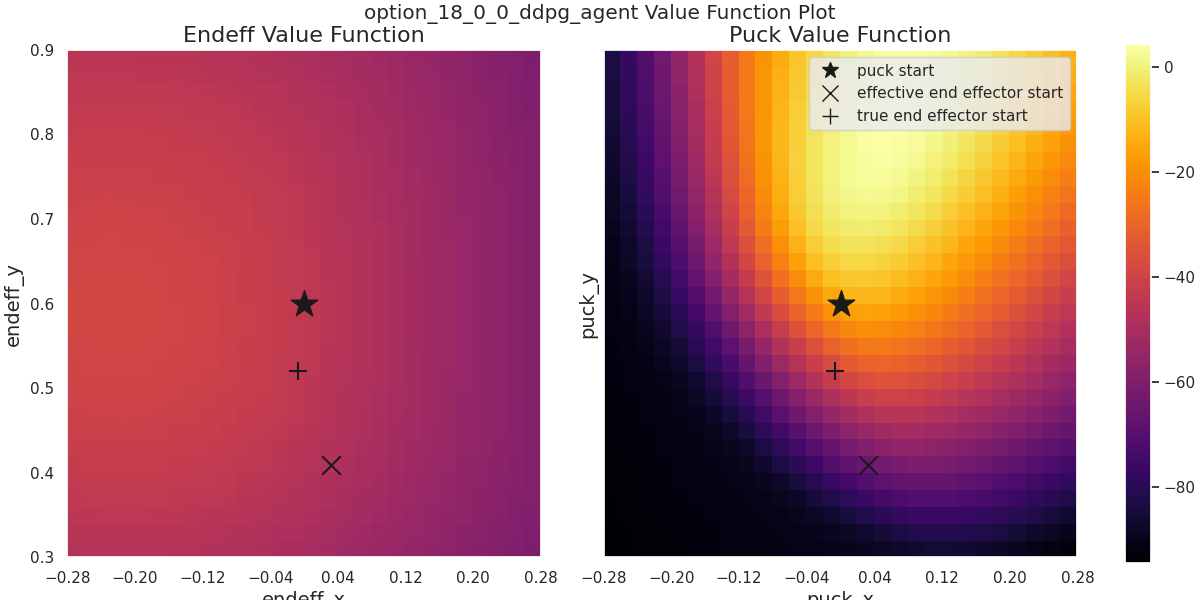 option_18_0_0_ddpg_agent Value Function Plot
Endeff Value Function
Puck Value Function
puck start
effective end effector start
true end effector start
endeff_y
0.9
0.8
0.7
0.6
0.5
0.4
0.3
−0.28 −0.20 −0.12 −0.04 0.04 0.12 0.20 0.28
endeff_x
puck_y
−0.28 −0.20 −0.12 −0.04 0.04 0.12 0.20 0.28
puck_x
0
−20
−40
−60
−80